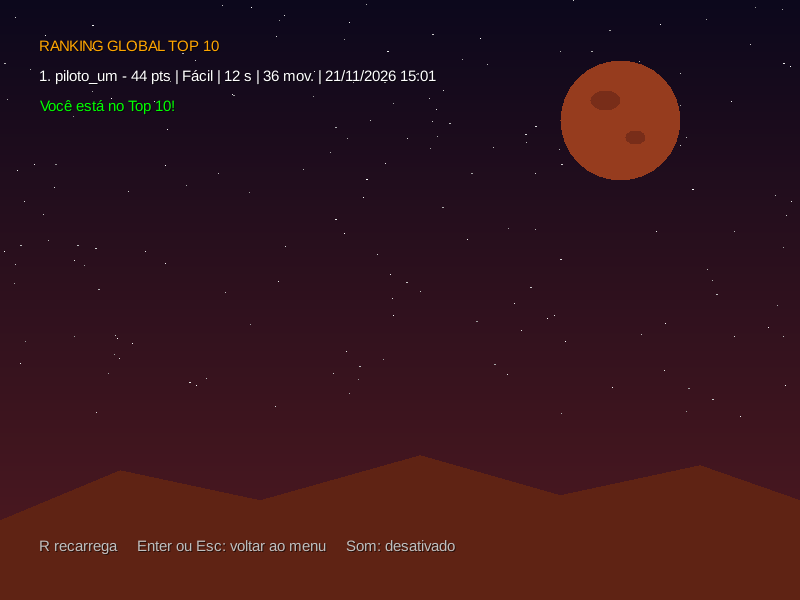 RANKING GLOBAL TOP 10
1. piloto_um - 44 pts | Fácil | 12 s | 36 mov. | 21/11/2026 15:01
Você está no Top 10!
R recarrega Enter ou Esc: voltar ao menu Som: desativado